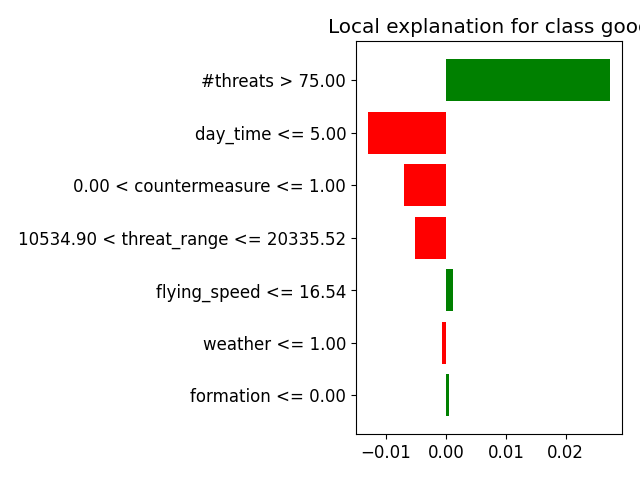 Local explanation for class goo
#threats > 75.00
day_time <= 5.00
0.00 < countermeasure <= 1.00
10534.90 < threat_range <= 20335.52
flying_speed <= 16.54
weather <= 1.00
formation <= 0.00
−0.01 0.00 0.01 0.02